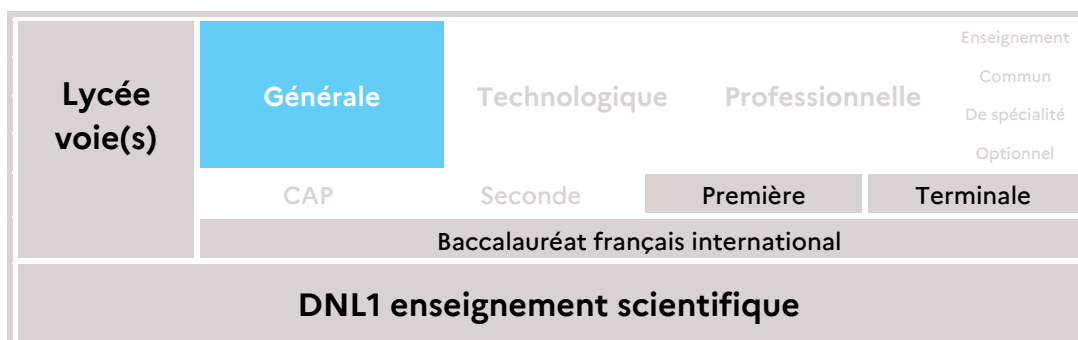 Lycée
voie(s)
Générale
Technologique
Professionnelle
Enseignement
Commun
De spécialité
Optionnel
CAP
Seconde
Première
Terminale
Baccalauréat français international
DNL1 enseignement scientifique